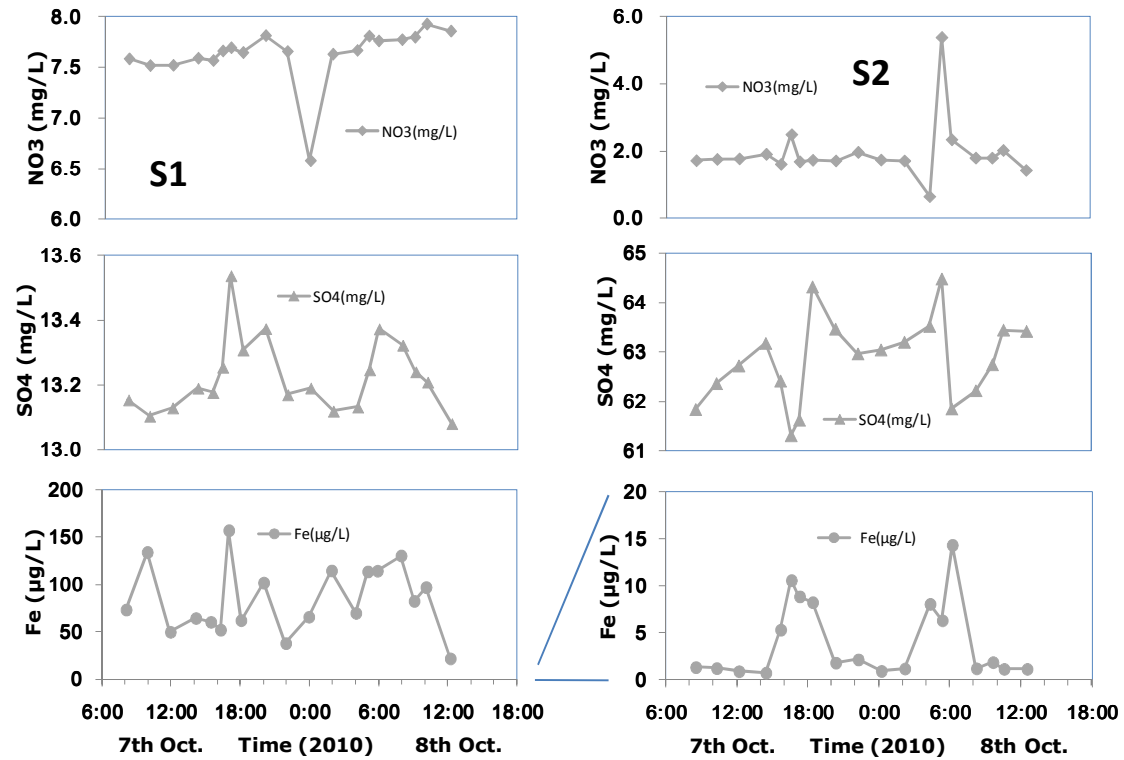 NO3 (mg/L)
8.0
7.5
7.0
6.5
6.0
NO3(mg/L)
S1
NO3 (mg/L)
6.0
4.0
2.0
0.0
NO3(mg/L)
S2
SO4 (mg/L)
13.6
13.4
13.2
13.0
SO4(mg/L)
SO4 (mg/L)
65
64
63
62
61
SO4(mg/L)
Fe (µg/L)
200
150
100
50
0
Fe(µg/L)
6:00 12:00 18:00 0:00 6:00 12:00 18:00
7th Oct. Time (2010) 8th Oct.
Fe (µg/L)
20
15
10
5
0
Fe(µg/L)
6:00 12:00 18:00 0:00 6:00 12:00 18:00
7th Oct. Time (2010) 8th Oct.